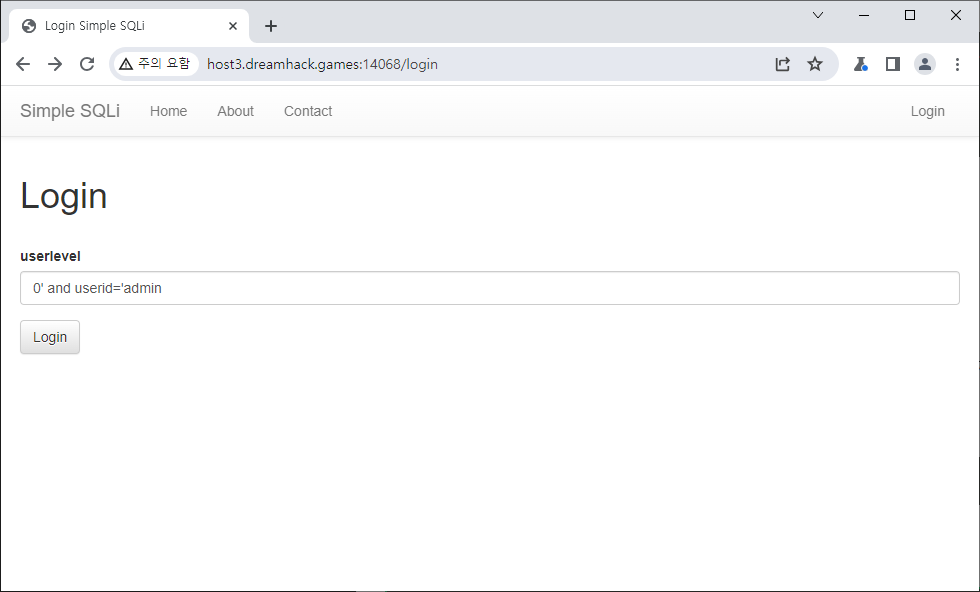 Login Simple SQLi
주의 요함 host3.dreamhack.games:14068/login
Simple SQLi Home About Contact Login
Login
userlevel
0' and userid='admin
Login